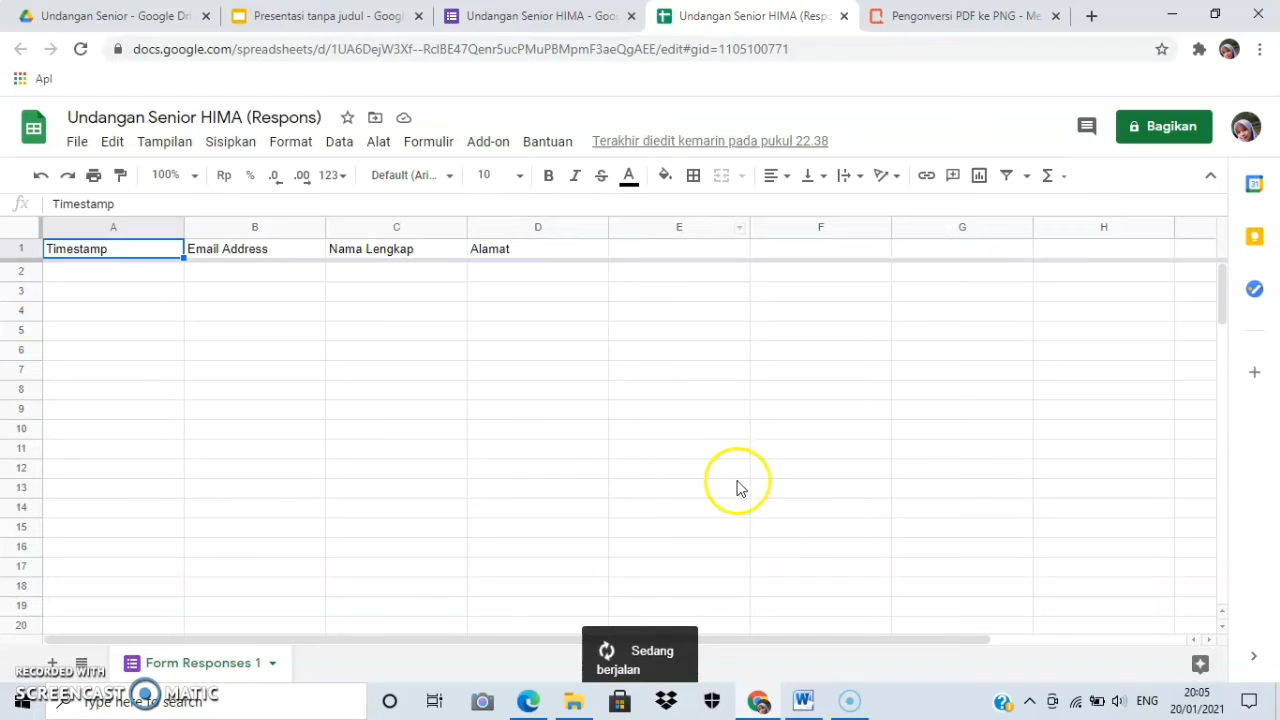 Undangan Senior - Google Dri
Presentasi tanpa judul - Goog
Undangan Senior HIMA - Goog
Undangan Senior HIMA (Respo
Pengonversi PDF ke PNG - Me
docs.google.com/spreadsheets/d/1UA6DejW3Xf--RclBE47Qenr5ucPMuPBMpmF3aeQgAEE/edit#gid=1105100771
Apl
Undangan Senior HIMA (Respons)
File Edit Tampilan Sisipkan Format Data Alat Formulir Add-on Bantuan Terakhir diedit kemarin pada pukul 22.38
Bagikan
100% Rp % .0 .00 123 Default (Ari... 10 B I S A
fx Timestamp
A B C D E F G H
1 Timestamp Email Address Nama Lengkap Alamat
2
3
4
5
6
7
8
9
10
11
12
13
14
15
16
17
18
19
20
Sedang
berjalan
Form Responses 1
RECORDED WITH
SCREENCAST MATIC
Type here to search
ENG
20:05
20/01/2021